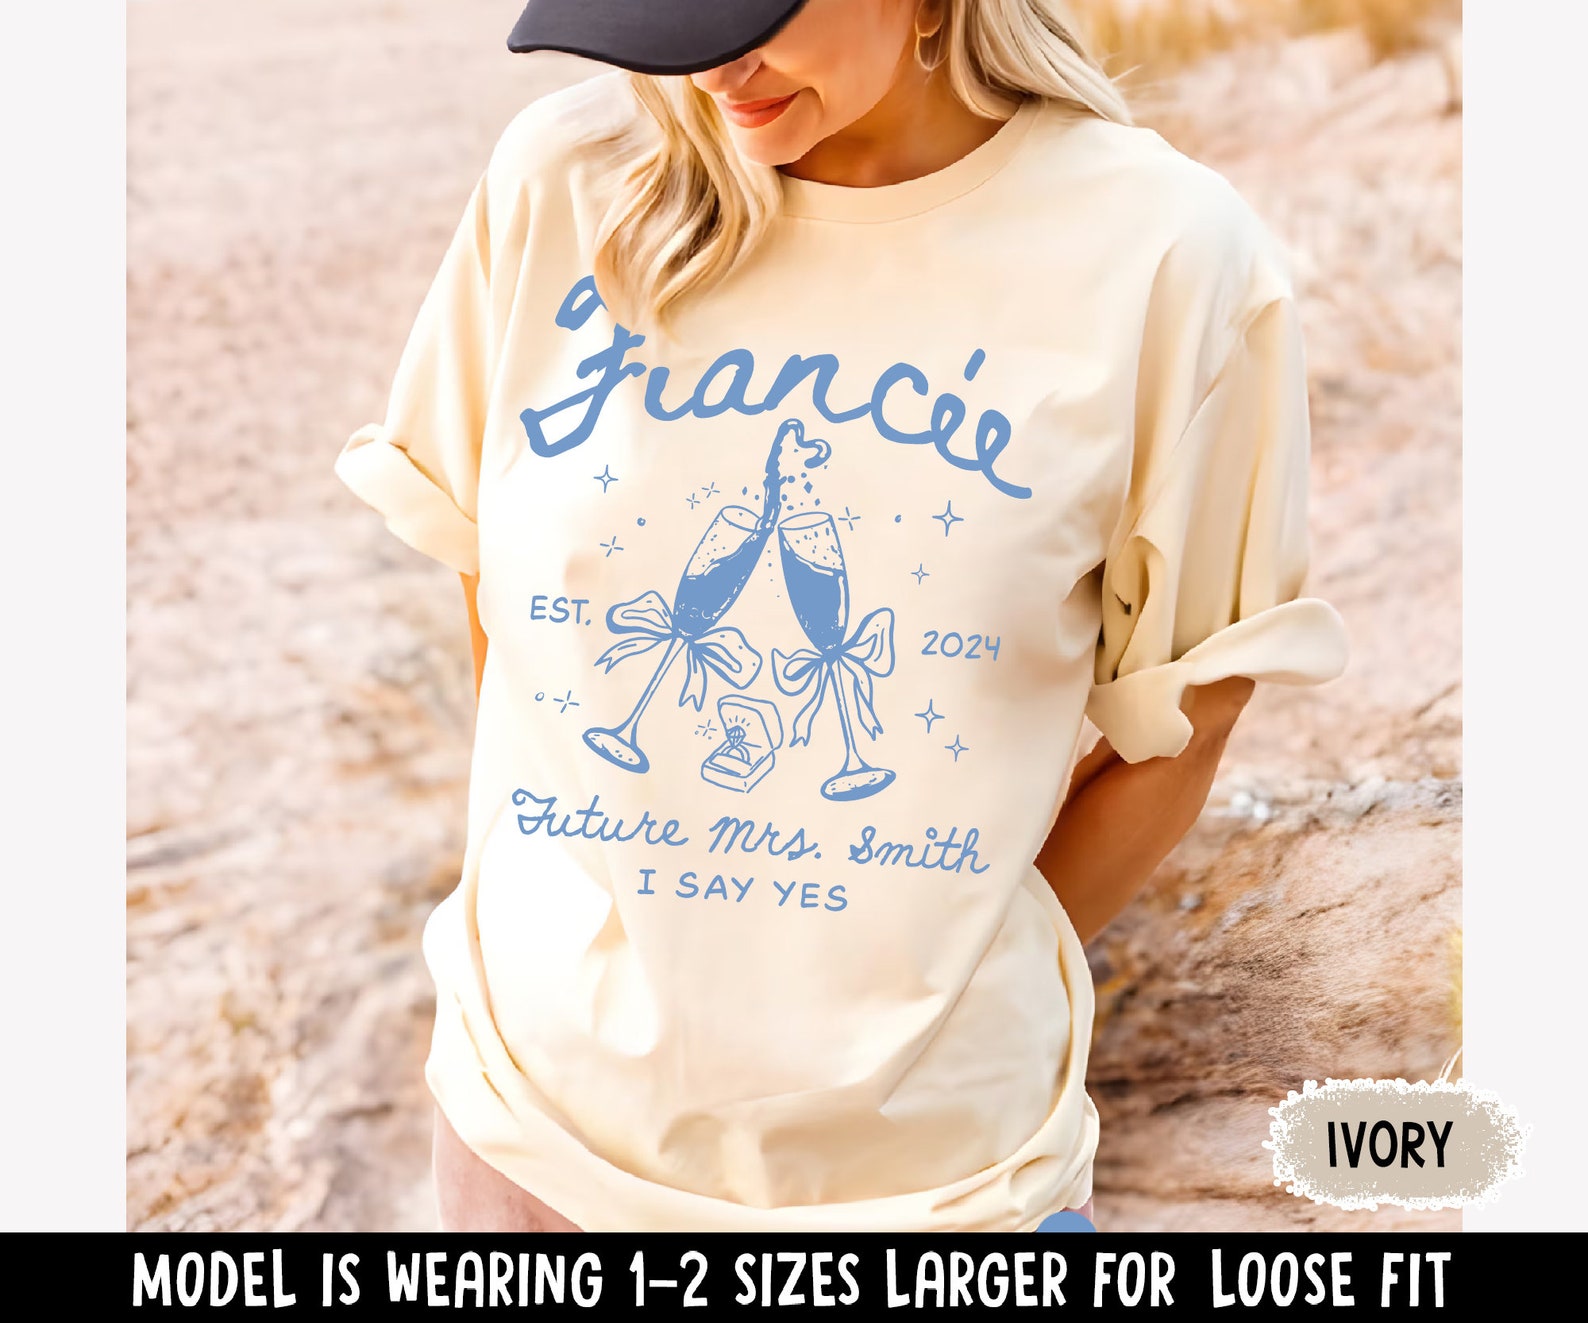 Fiancée
EST. 2024
Future Mrs. Smith
I SAY YES
IVORY
MODEL IS WEARING 1-2 SIZES LARGER FOR LOOSE FIT